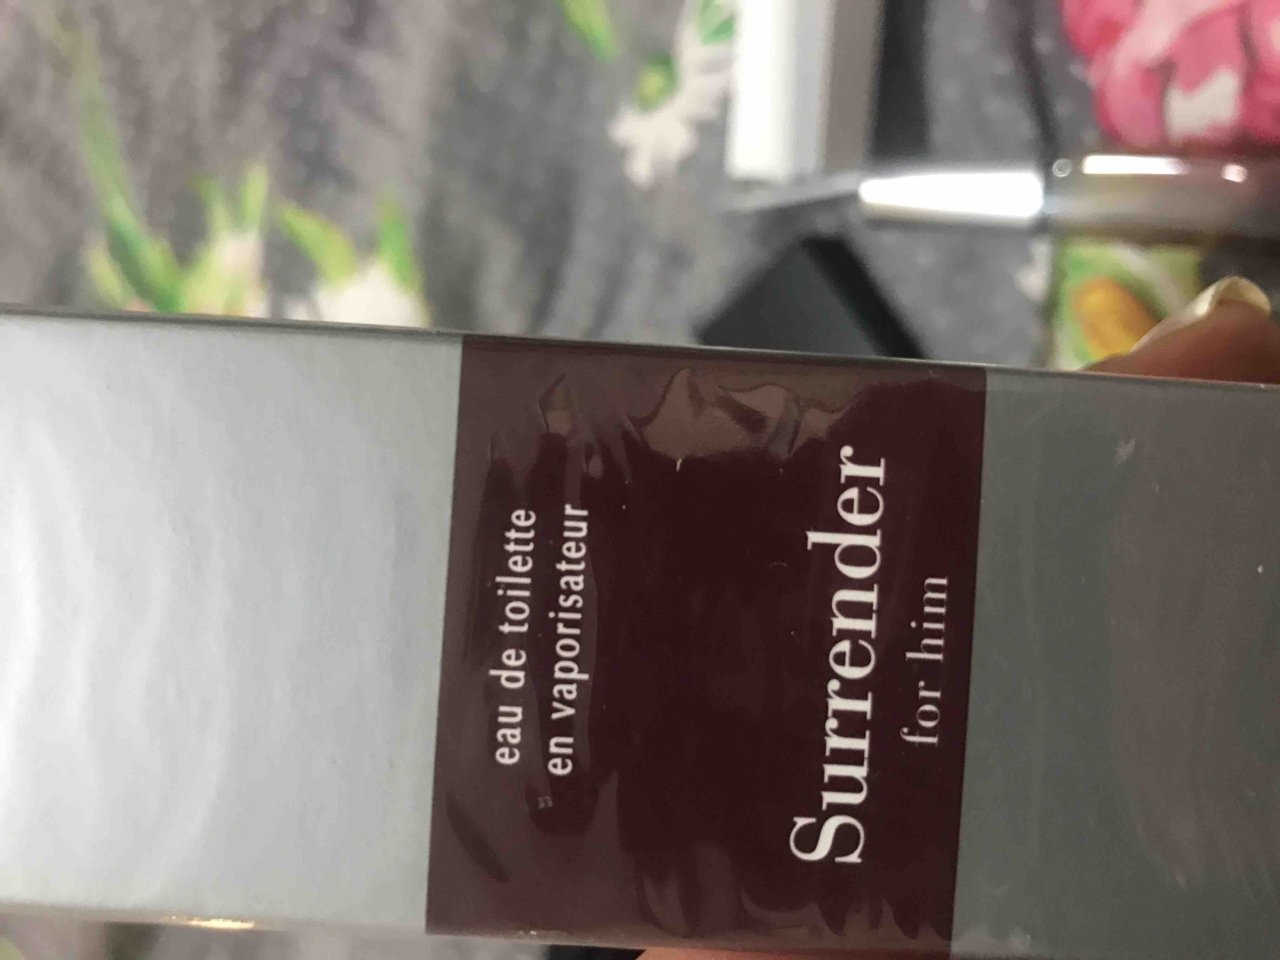 eau de toilette
en vaporisateur
Surrender
for him